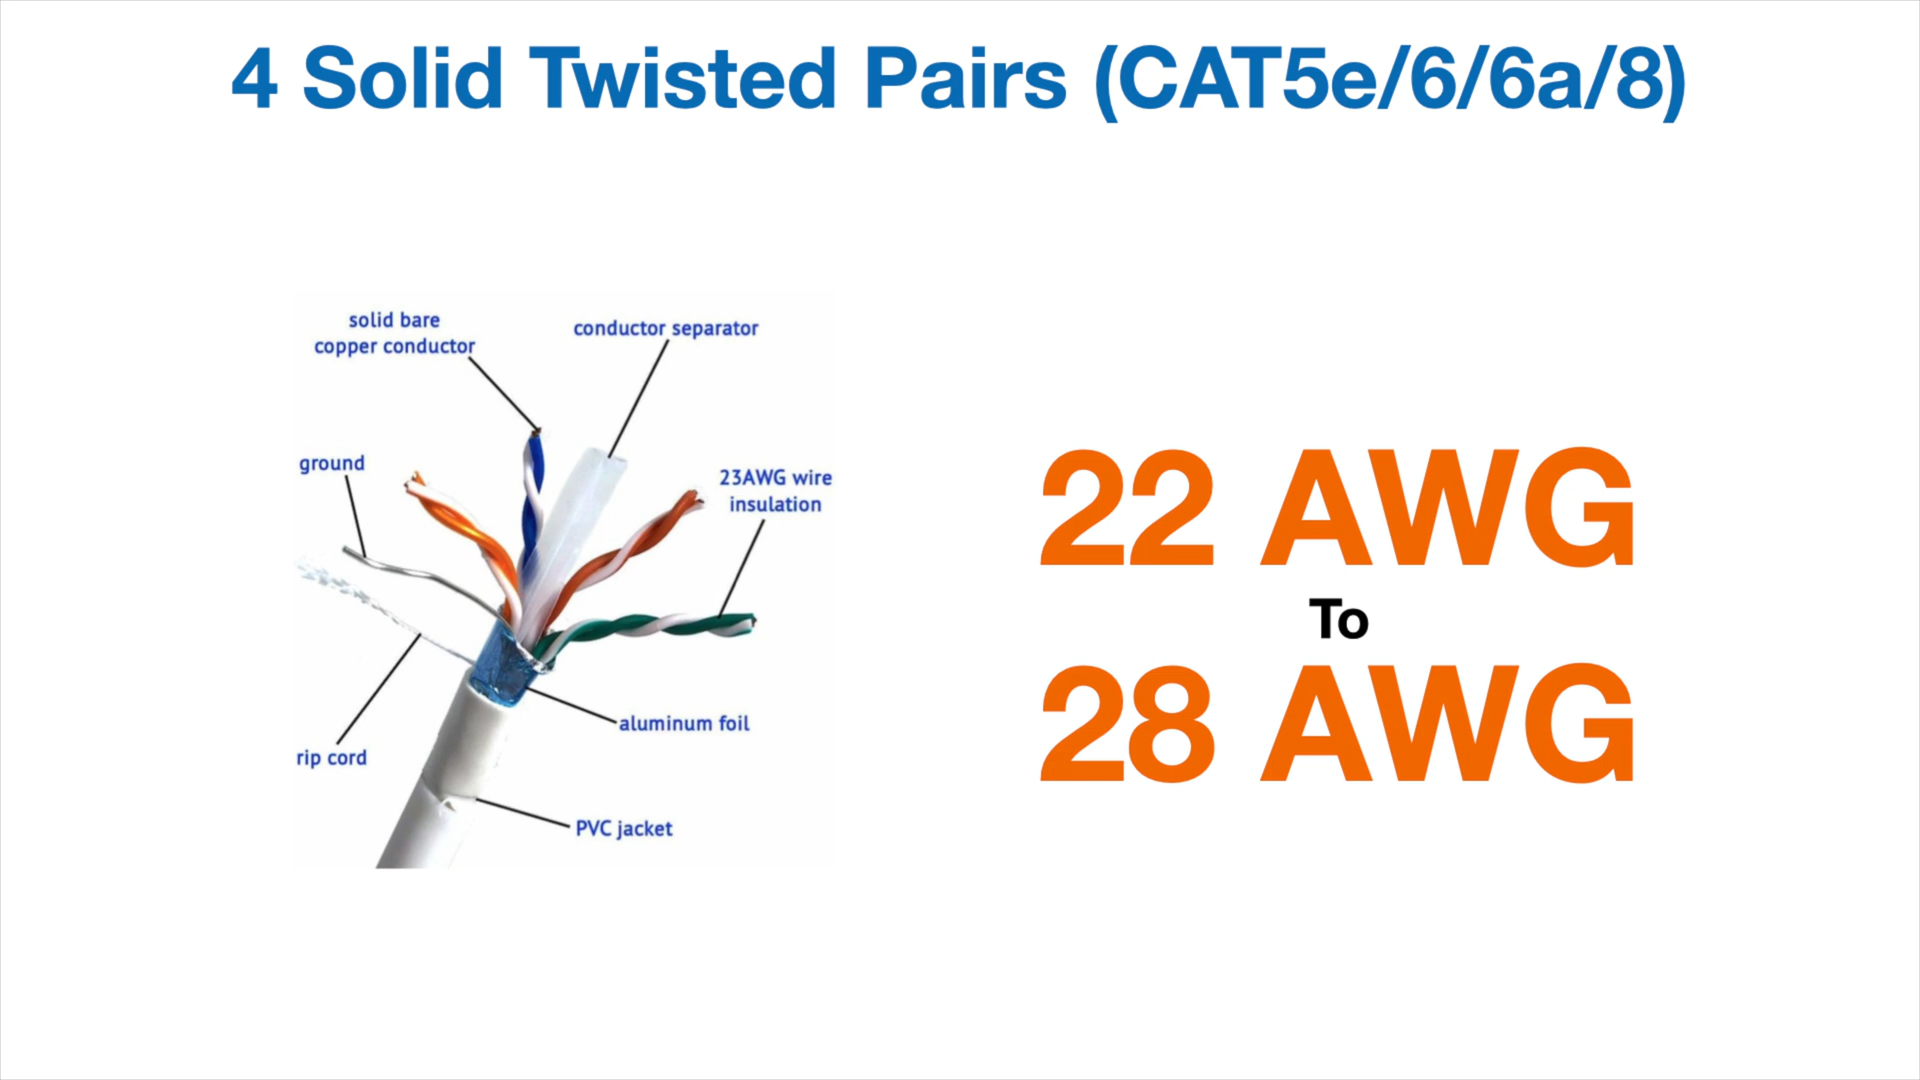 4 Solid Twisted Pairs (CAT5e/6/6a/8)
solid bare
copper conductor
conductor separator
ground
23AWG wire
insulation
aluminum foil
rip cord
PVC jacket
22 AWG
To
28 AWG